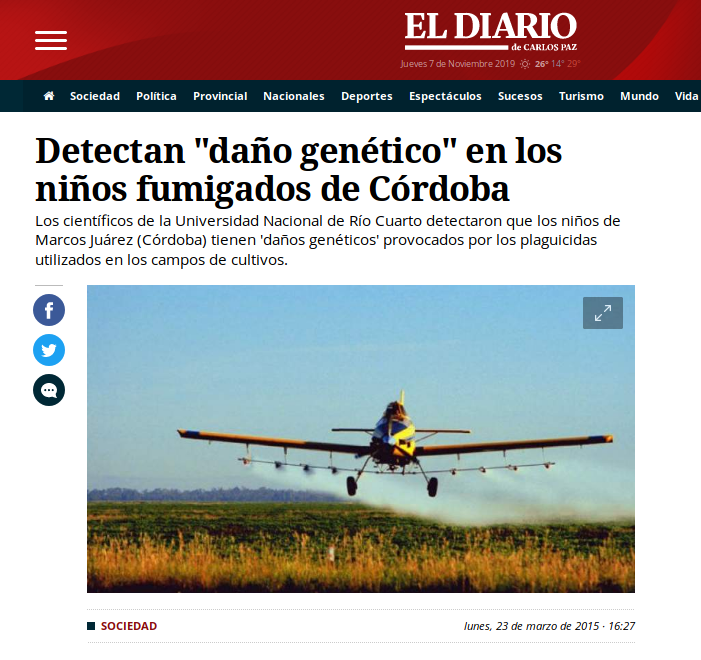 EL DIARIO
de CARLOS PAZ
Jueves 7 de Noviembre 2019 26° 14° 29°
Sociedad Política Provincial Nacionales Deportes Espectáculos Sucesos Turismo Mundo Vida
Detectan "daño genético" en los
niños fumigados de Córdoba
Los científicos de la Universidad Nacional de Río Cuarto detectaron que los niños de
Marcos Juárez (Córdoba) tienen 'daños genéticos' provocados por los plaguicidas
utilizados en los campos de cultivos.
SOCIEDAD
lunes, 23 de marzo de 2015 · 16:27